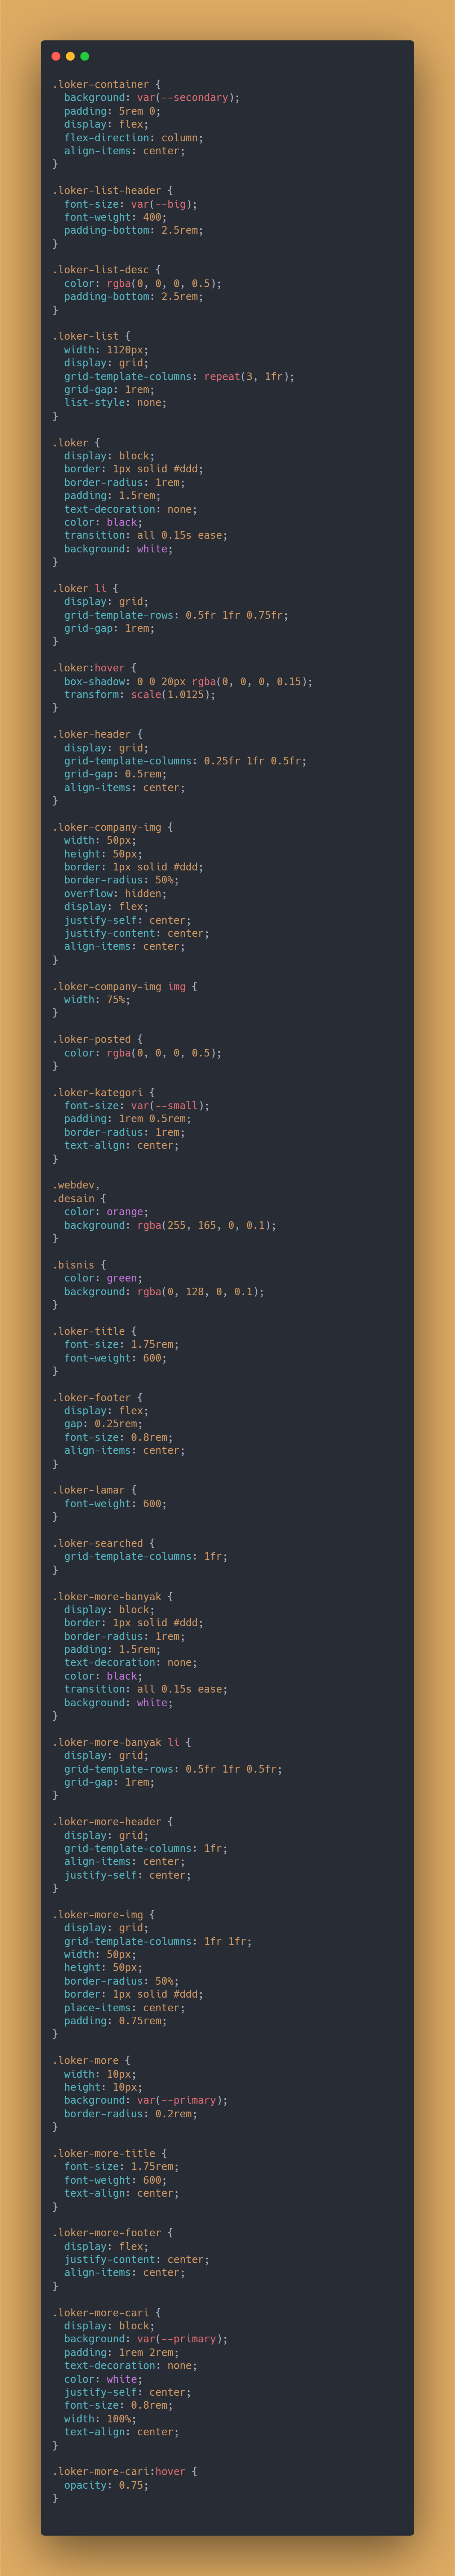 .loker-container {
  background: var(--secondary);
  padding: 5rem 0;
  display: flex;
  flex-direction: column;
  align-items: center;
}

.loker-list-header {
  font-size: var(--big);
  font-weight: 400;
  padding-bottom: 2.5rem;
}

.loker-list-desc {
  color: rgba(0, 0, 0, 0.5);
  padding-bottom: 2.5rem;
}

.loker-list {
  width: 1120px;
  display: grid;
  grid-template-columns: repeat(3, 1fr);
  grid-gap: 1rem;
  list-style: none;
}

.loker {
  display: block;
  border: 1px solid #ddd;
  border-radius: 1rem;
  padding: 1.5rem;
  text-decoration: none;
  color: black;
  transition: all 0.15s ease;
  background: white;
}

.loker li {
  display: grid;
  grid-template-rows: 0.5fr 1fr 0.75fr;
  grid-gap: 1rem;
}

.loker:hover {
  box-shadow: 0 0 20px rgba(0, 0, 0, 0.15);
  transform: scale(1.0125);
}

.loker-header {
  display: grid;
  grid-template-columns: 0.25fr 1fr 0.5fr;
  grid-gap: 0.5rem;
  align-items: center;
}

.loker-company-img {
  width: 50px;
  height: 50px;
  border: 1px solid #ddd;
  border-radius: 50%;
  overflow: hidden;
  display: flex;
  justify-self: center;
  justify-content: center;
  align-items: center;
}

.loker-company-img img {
  width: 75%;
}

.loker-posted {
  color: rgba(0, 0, 0, 0.5);
}

.loker-kategori {
  font-size: var(--small);
  padding: 1rem 0.5rem;
  border-radius: 1rem;
  text-align: center;
}

.webdev,
.desain {
  color: orange;
  background: rgba(255, 165, 0, 0.1);
}

.bisnis {
  color: green;
  background: rgba(0, 128, 0, 0.1);
}

.loker-title {
  font-size: 1.75rem;
  font-weight: 600;
}

.loker-footer {
  display: flex;
  gap: 0.25rem;
  font-size: 0.8rem;
  align-items: center;
}

.loker-lamar {
  font-weight: 600;
}

.loker-searched {
  grid-template-columns: 1fr;
}

.loker-more-banyak {
  display: block;
  border: 1px solid #ddd;
  border-radius: 1rem;
  padding: 1.5rem;
  text-decoration: none;
  color: black;
  transition: all 0.15s ease;
  background: white;
}

.loker-more-banyak li {
  display: grid;
  grid-template-rows: 0.5fr 1fr 0.5fr;
  grid-gap: 1rem;
}

.loker-more-header {
  display: grid;
  grid-template-columns: 1fr;
  align-items: center;
  justify-self: center;
}

.loker-more-img {
  display: grid;
  grid-template-columns: 1fr 1fr;
  width: 50px;
  height: 50px;
  border-radius: 50%;
  border: 1px solid #ddd;
  place-items: center;
  padding: 0.75rem;
}

.loker-more {
  width: 10px;
  height: 10px;
  background: var(--primary);
  border-radius: 0.2rem;
}

.loker-more-title {
  font-size: 1.75rem;
  font-weight: 600;
  text-align: center;
}

.loker-more-footer {
  display: flex;
  justify-content: center;
  align-items: center;
}

.loker-more-cari {
  display: block;
  background: var(--primary);
  padding: 1rem 2rem;
  text-decoration: none;
  color: white;
  justify-self: center;
  font-size: 0.8rem;
  width: 100%;
  text-align: center;
}

.loker-more-cari:hover {
  opacity: 0.75;
}